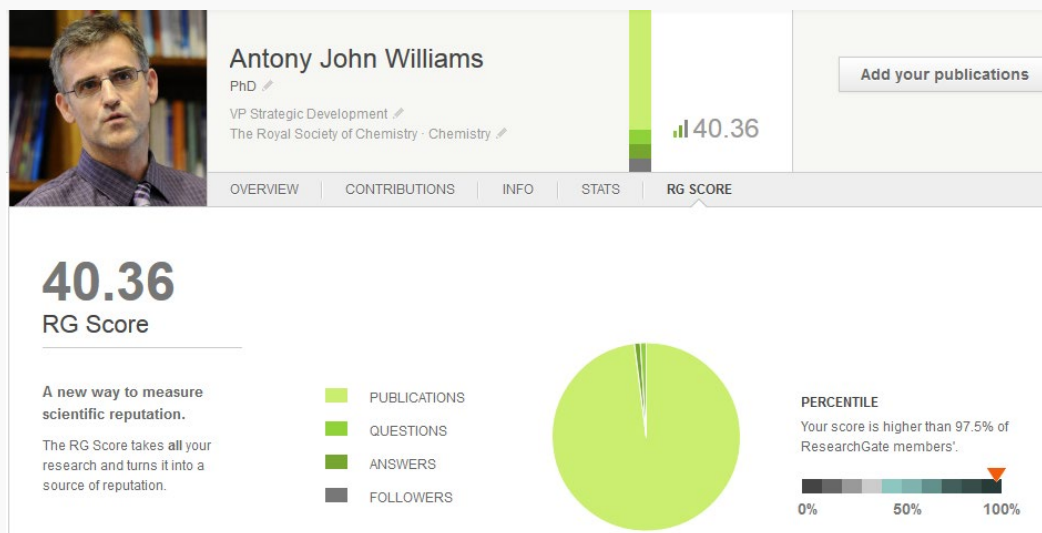 Antony John Williams
PhD
VP Strategic Development
The Royal Society of Chemistry · Chemistry
40.36
Add your publications
OVERVIEW
CONTRIBUTIONS
INFO
STATS
RG SCORE
40.36
RG Score
A new way to measure
scientific reputation.
The RG Score takes all your
research and turns it into a
source of reputation.
PUBLICATIONS
QUESTIONS
ANSWERS
FOLLOWERS
PERCENTILE
Your score is higher than 97.5% of
ResearchGate members'.
0% 50% 100%